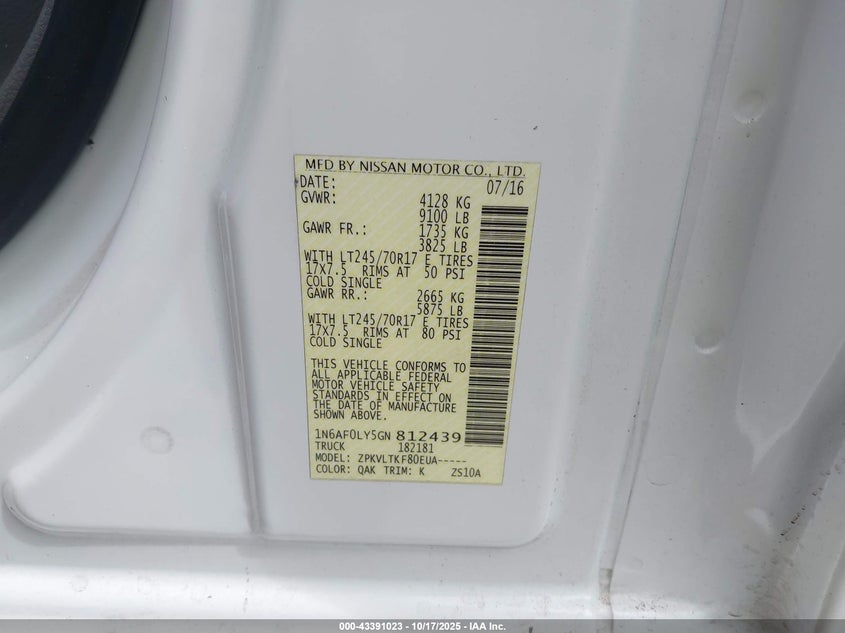 MFD BY NISSAN MOTOR CO., LTD.
DATE: 07/16
GVWR: 4128 KG
9100 LB
GAWR FR.: 1735 KG
3825 LB
WITH LT245/70R17 E TIRES
17X7.5 RIMS AT 50 PSI
COLD SINGLE
GAWR RR.: 2665 KG
5875 LB
WITH LT245/70R17 E TIRES
17X7.5 RIMS AT 80 PSI
COLD SINGLE
THIS VEHICLE CONFORMS TO
ALL APPLICABLE FEDERAL
MOTOR VEHICLE SAFETY
STANDARDS IN EFFECT ON
THE DATE OF MANUFACTURE
SHOWN ABOVE.
1N6AF0LY5GN 812439
TRUCK 182181
MODEL: ZPKVLTKF80EUA-----
COLOR: QAK TRIM: K ZS10A
000-43391023 - 10/17/2025 - IAA Inc.